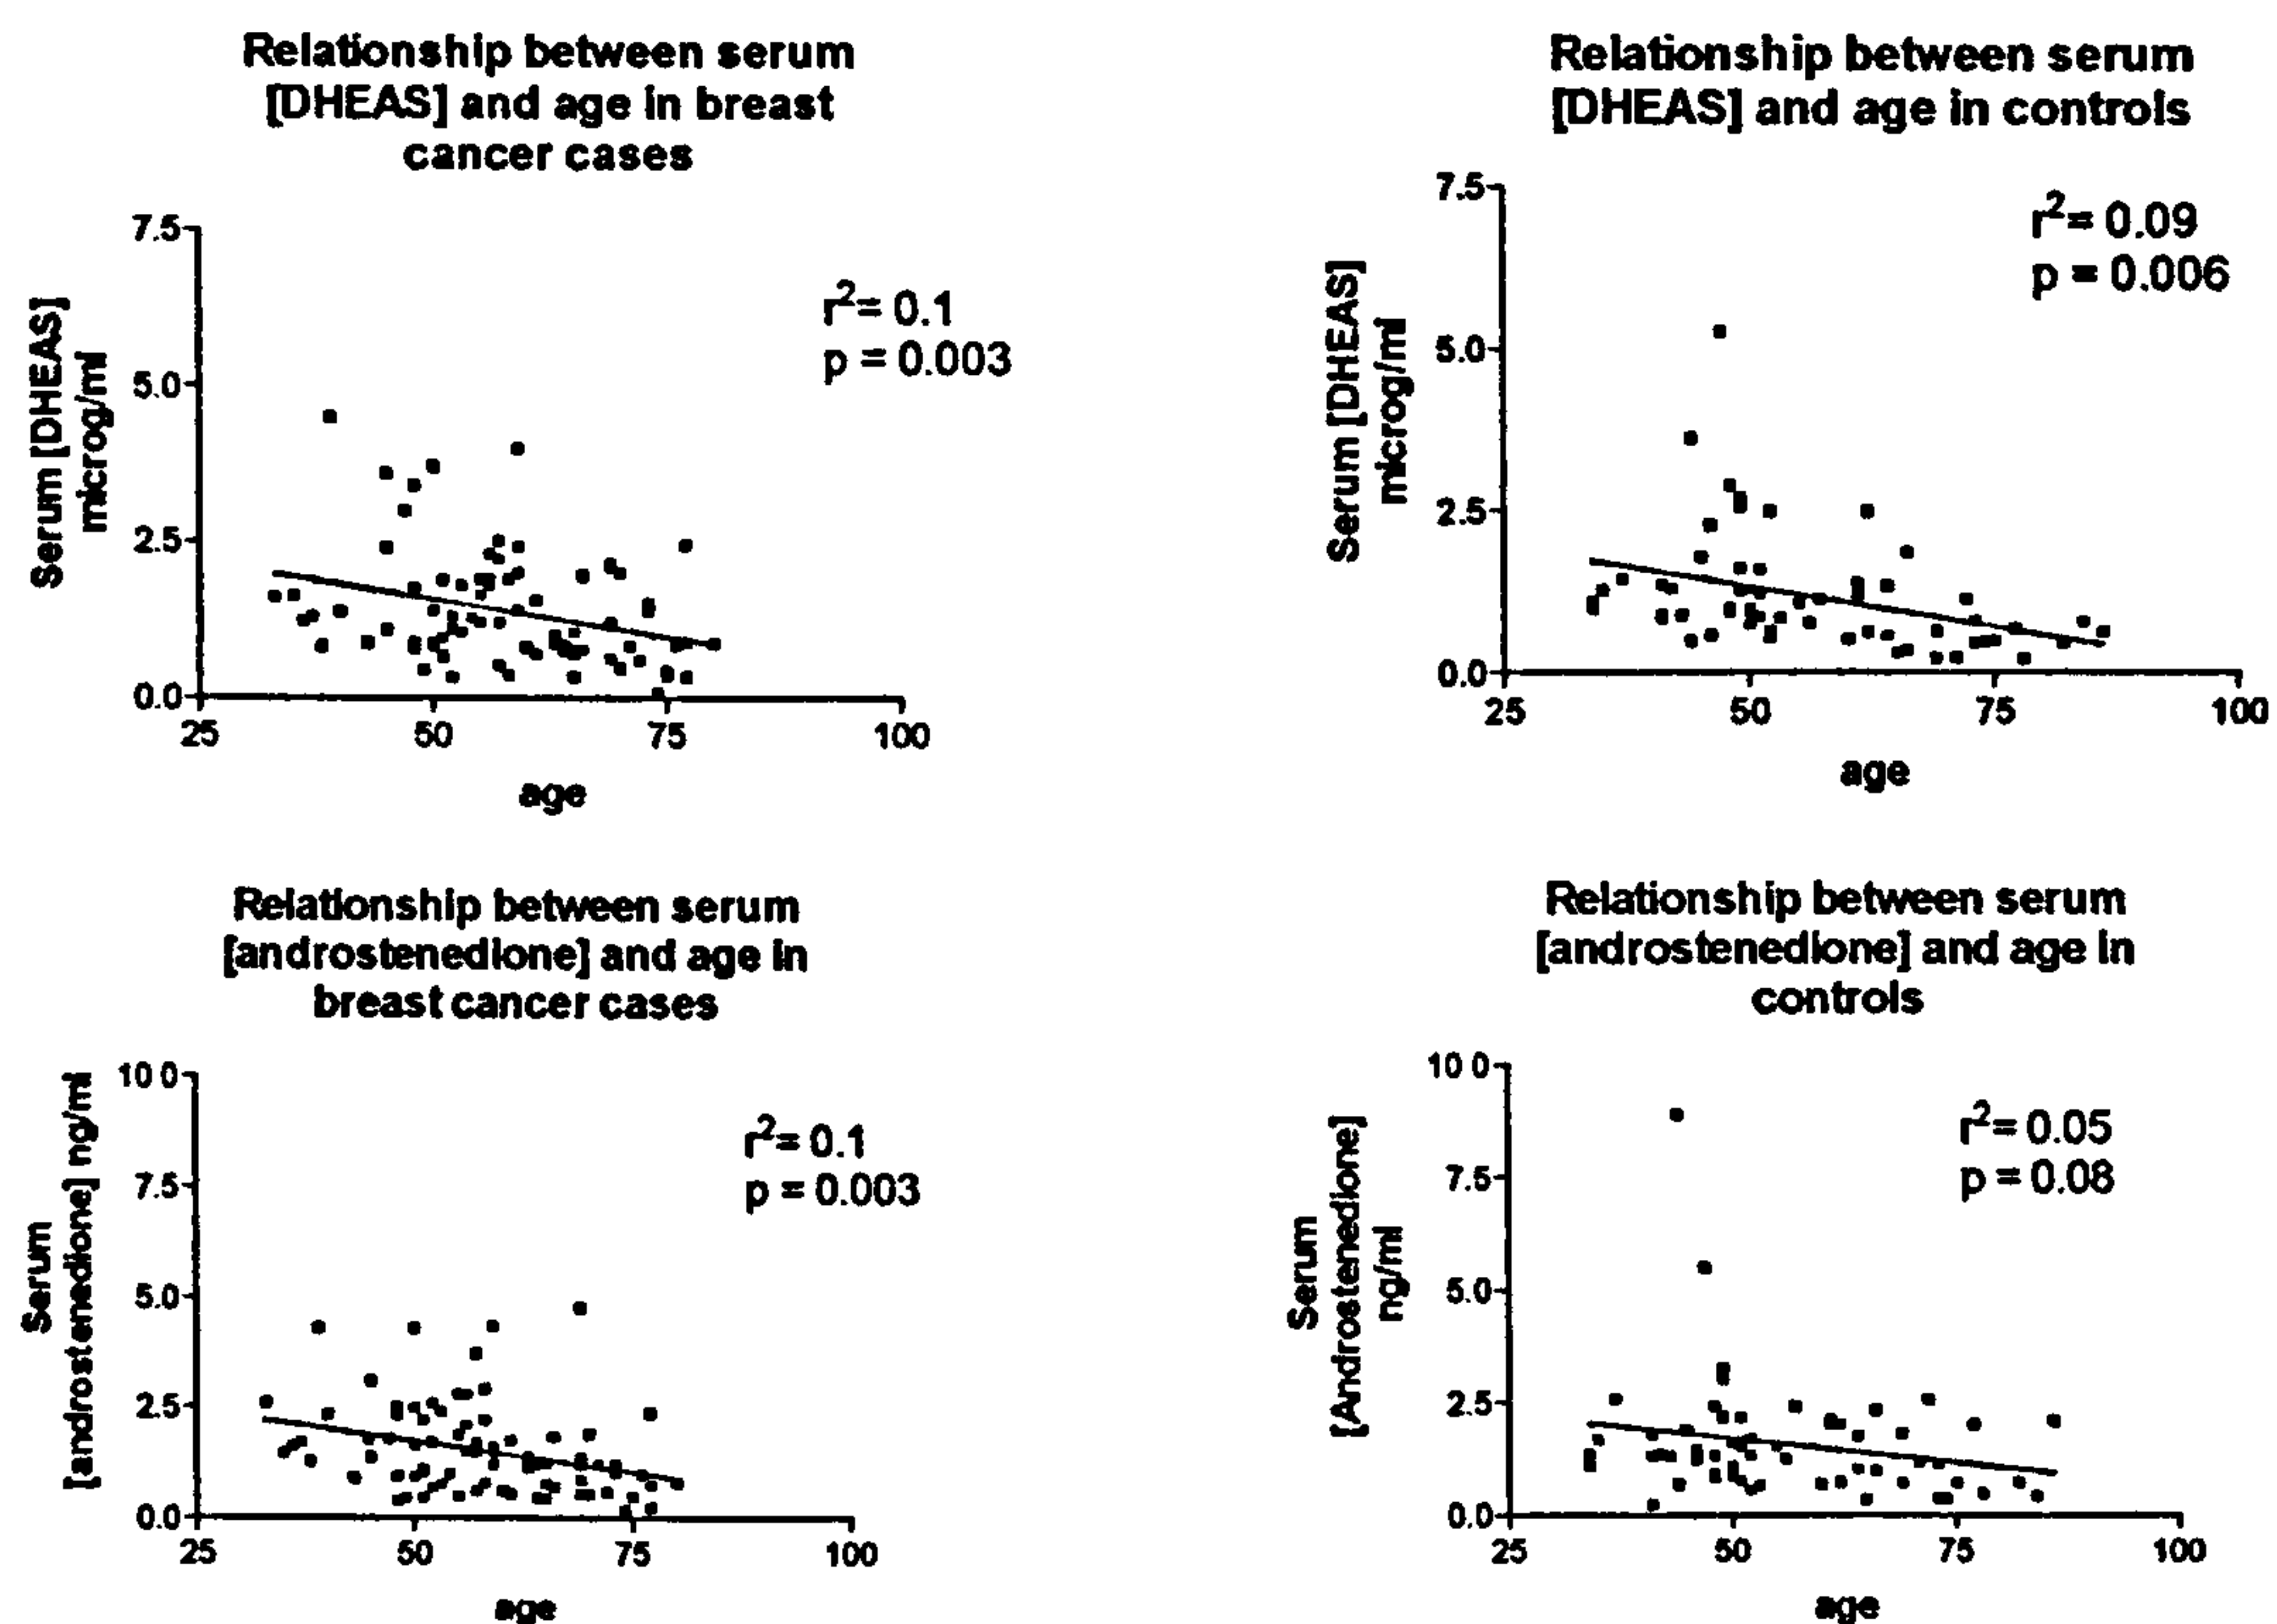 Relationship between serum
[DHEAS] and age in breast
cancer cases
Serum [DHEAS]
microg/ml
7.5
5.0
2.5
0.0
25
50
75
100
age
r²= 0.1
p = 0.003
Relationship between serum
[DHEAS] and age in controls
Serum [DHEAS]
microg/ml
7.5
5.0
2.5
0.0
25
50
75
100
age
r²= 0.09
p = 0.006
Relationship between serum
[androstenedione] and age in
breast cancer cases
Serum
[androstenedione] ng/ml
10 0
7.5
5.0
2.5
0.0
25
50
75
100
age
r²= 0.1
p = 0.003
Relationship between serum
[androstenedione] and age in
controls
Serum
[Androstenedione]
ng/ml
10 0
7.5
5.0
2.5
0.0
25
50
75
100
age
r²= 0.05
p = 0.08